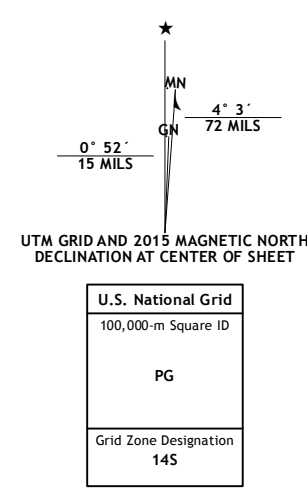 ★
MN
GN
4° 3´
72 MILS
0° 52´
15 MILS
UTM GRID AND 2015 MAGNETIC NORTH
DECLINATION AT CENTER OF SHEET
U.S. National Grid
100,000-m Square ID
PG
Grid Zone Designation
14S